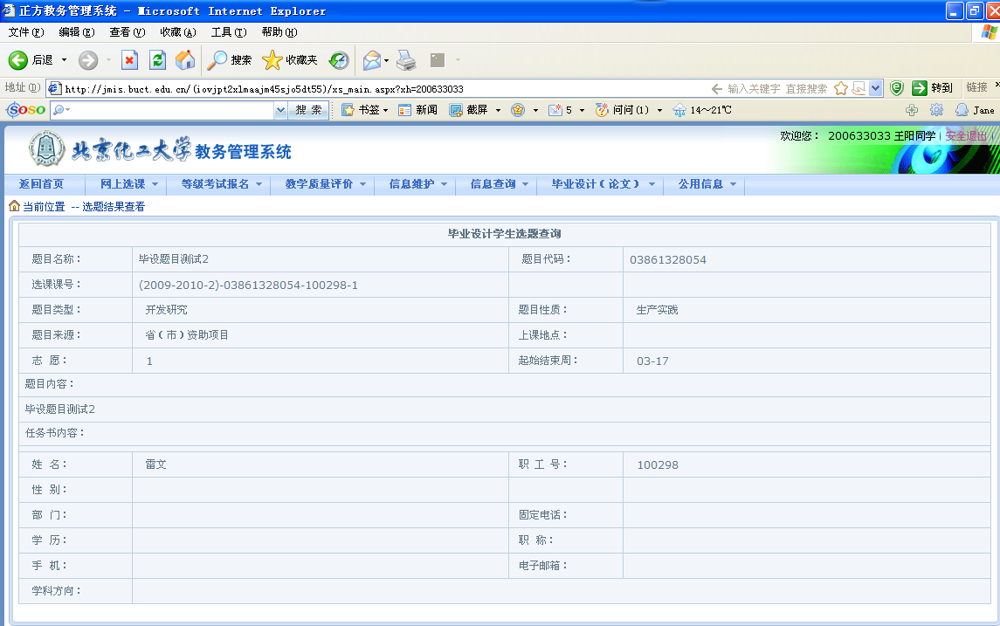 正方教务管理系统 - Microsoft Internet Explorer
文件(F) 编辑(E) 查看(V) 收藏(A) 工具(T) 帮助(H)
后退 搜索 收藏夹
地址(D) http://jmis.buct.edu.cn/(iovjpt2xlmaajm45sjo5dt55)/xs_main.aspx?xh=200633033 输入关键字 直接搜索 转到 链接 »
SOSO 搜 索 书签 新闻 截屏 5 问问(1) 14~21℃ Jane
北京化工大学 教务管理系统 欢迎您： 200633033 王阳同学 | 安全退出 |
返回首页 网上选课 等级考试报名 教学质量评价 信息维护 信息查询 毕业设计(论文) 公用信息
当前位置 -- 选题结果查看
毕业设计学生选题查询
题目名称： 毕设题目测试2 题目代码： 03861328054
选课课号： (2009-2010-2)-03861328054-100298-1
题目类型： 开发研究 题目性质： 生产实践
题目来源： 省(市)资助项目 上课地点：
志 愿： 1 起始结束周： 03-17
题目内容：
毕设题目测试2
任务书内容：
姓 名： 雷文 职 工 号： 100298
性 别：
部 门： 固定电话：
学 历： 职 称：
手 机： 电子邮箱：
学科方向：